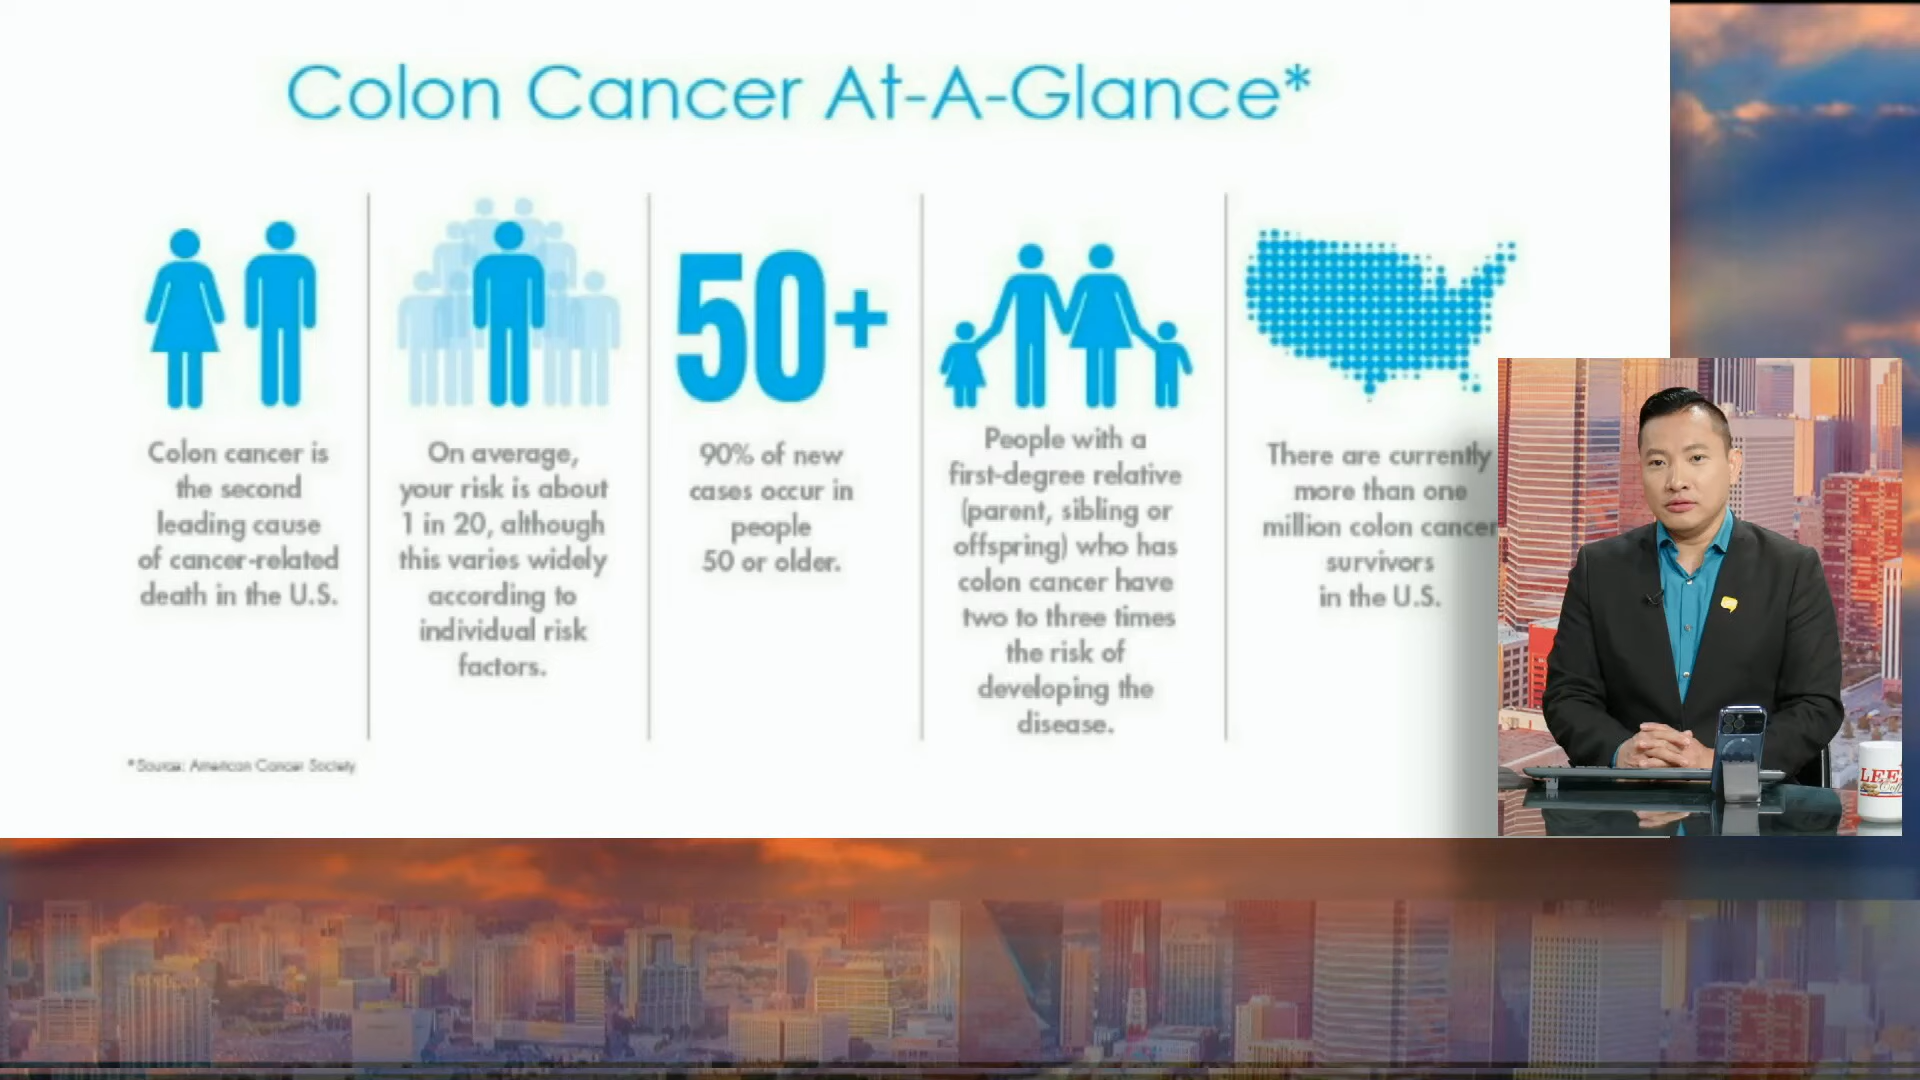 Colon Cancer At-A-Glance*
Colon cancer is
the second
leading cause
of cancer-related
death in the U.S.
On average,
your risk is about
1 in 20, although
this varies widely
according to
individual risk
factors.
50+
90% of new
cases occur in
people
50 or older.
People with a
first-degree relative
(parent, sibling or
offspring) who has
colon cancer have
two to three times
the risk of
developing the
disease.
There are currently
more than one
million colon cancer
survivors
in the U.S.
*Source: American Cancer Society
LEE'S